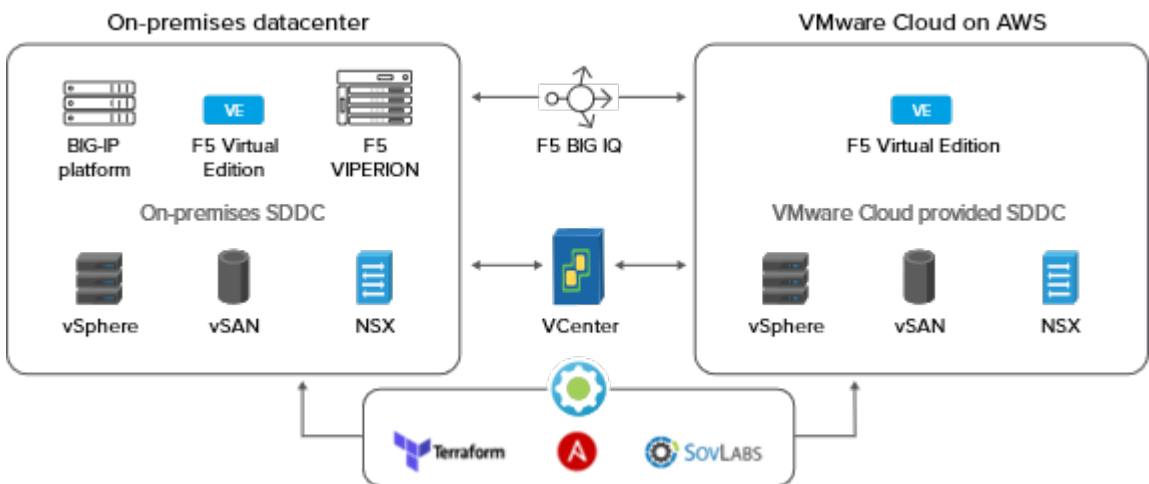 On-premises datacenter
VMware Cloud on AWS
VE
VE
BIG-IP
platform
F5 Virtual
Edition
F5
VIPERION
F5 BIG IQ
F5 Virtual Edition
On-premises SDDC
VMware Cloud provided SDDC
vSphere
vSAN
NSX
VCenter
vSphere
vSAN
NSX
Terraform
A
SOVLABS